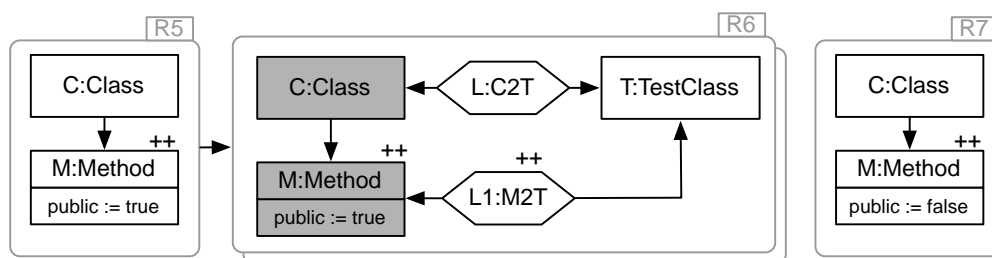 R5
C:Class
++
M:Method
public := true
R6
C:Class
L:C2T
T:TestClass
++
M:Method
public := true
++
L1:M2T
R7
C:Class
++
M:Method
public := false